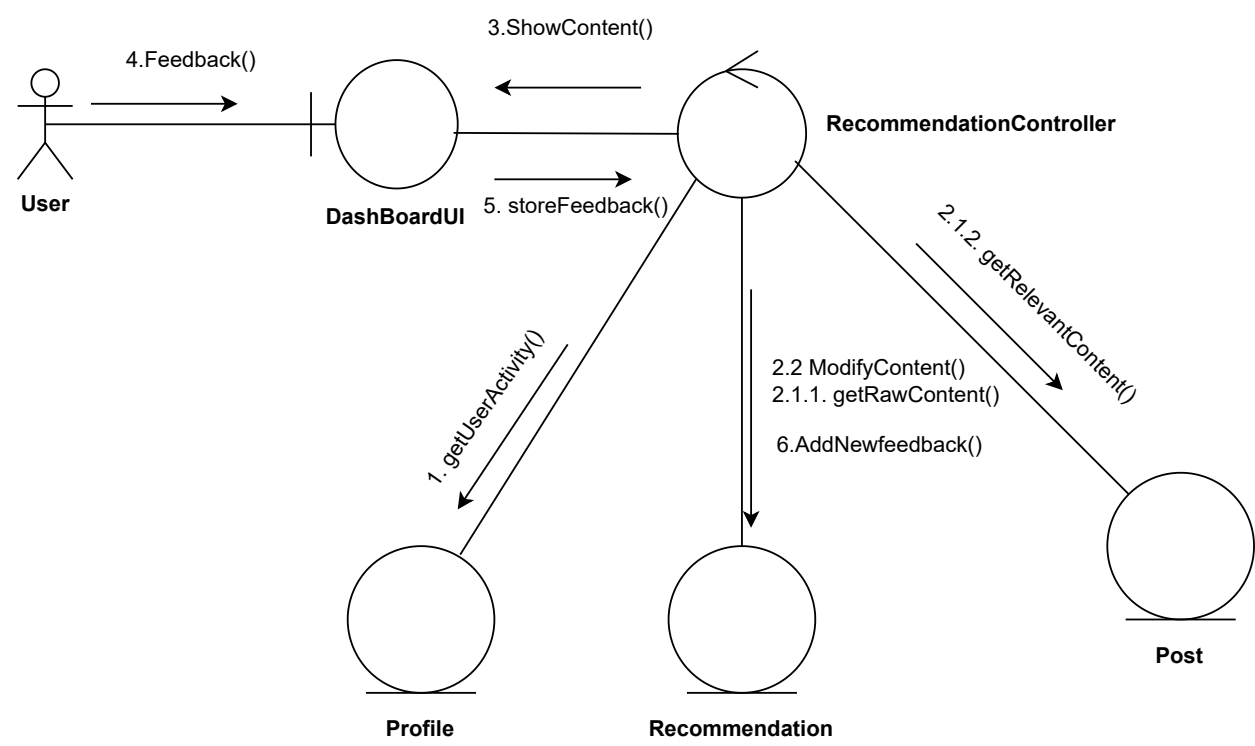 3.ShowContent()
4.Feedback()
RecommendationController
User
DashBoardUI
5. storeFeedback()
2.1.2. getRelevantContent()
1. getUserActivity()
2.2 ModifyContent()
2.1.1. getRawContent()
6.AddNewfeedback()
Post
Profile
Recommendation